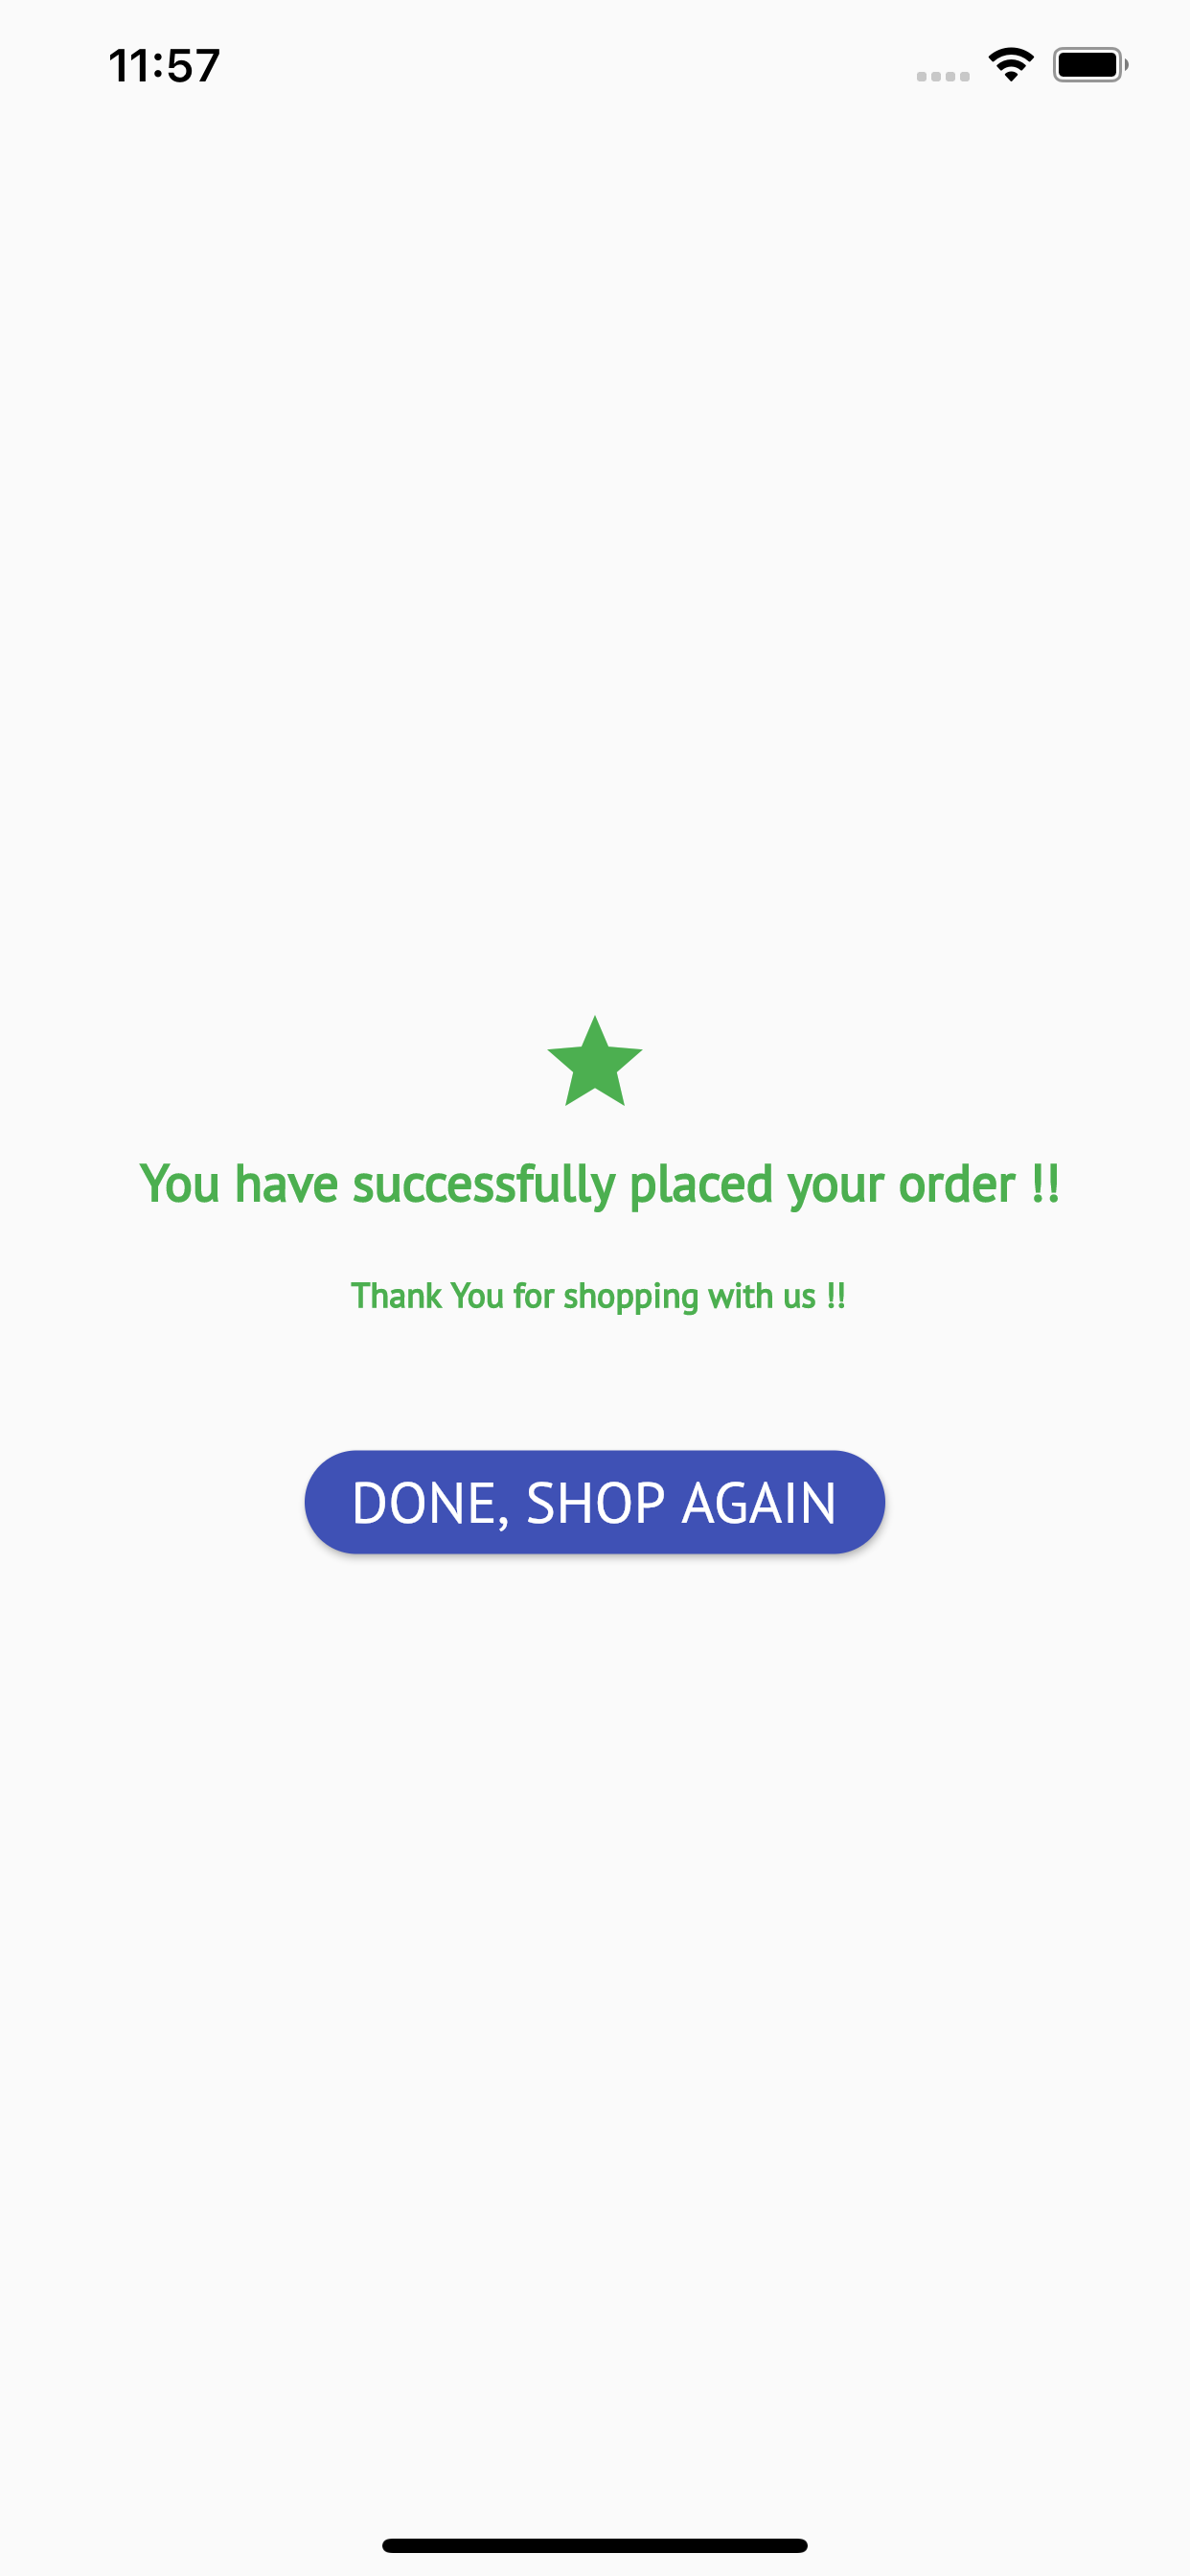 11:57
You have successfully placed your order !!
Thank You for shopping with us !!
DONE, SHOP AGAIN